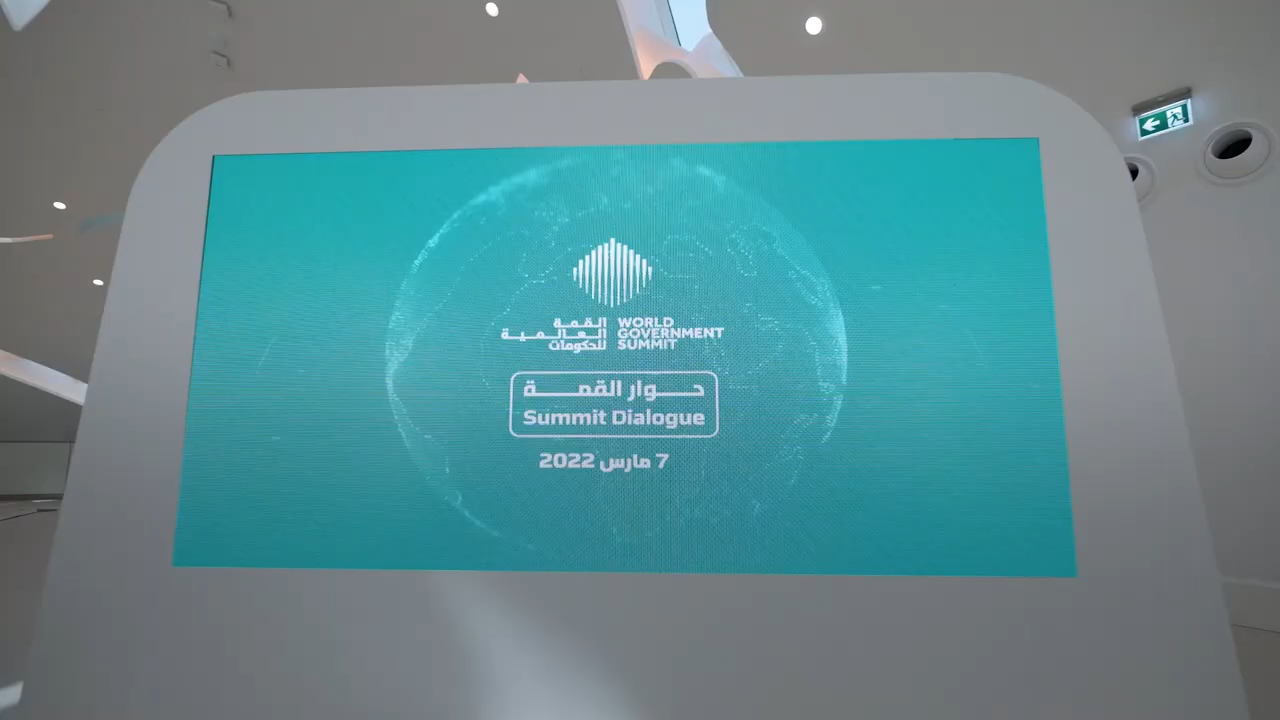 القمة
العالمية
للحكومات
WORLD
GOVERNMENT
SUMMIT
حوار القمة
Summit Dialogue
7 مارس 2022